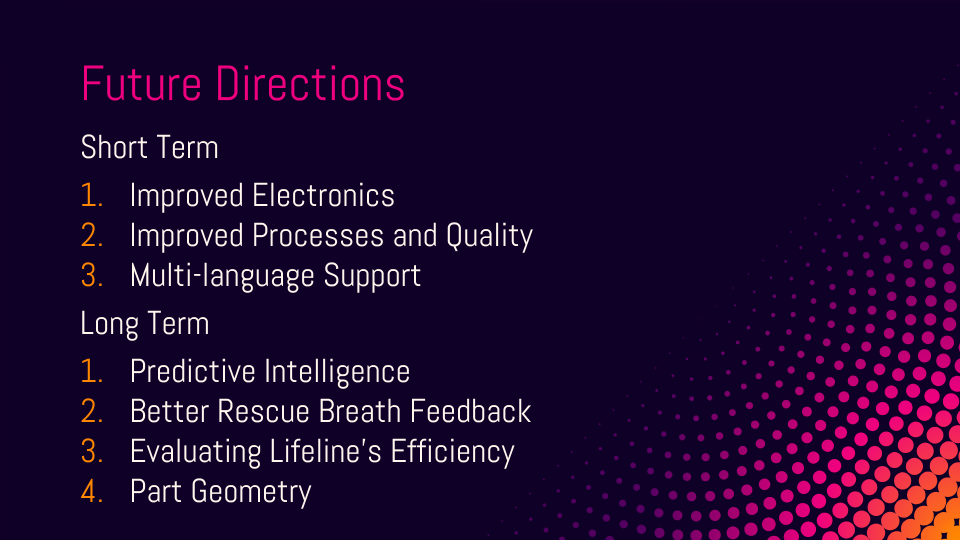 Future Directions
Short Term
1. Improved Electronics
2. Improved Processes and Quality
3. Multi-language Support
Long Term
1. Predictive Intelligence
2. Better Rescue Breath Feedback
3. Evaluating Lifeline's Efficiency
4. Part Geometry